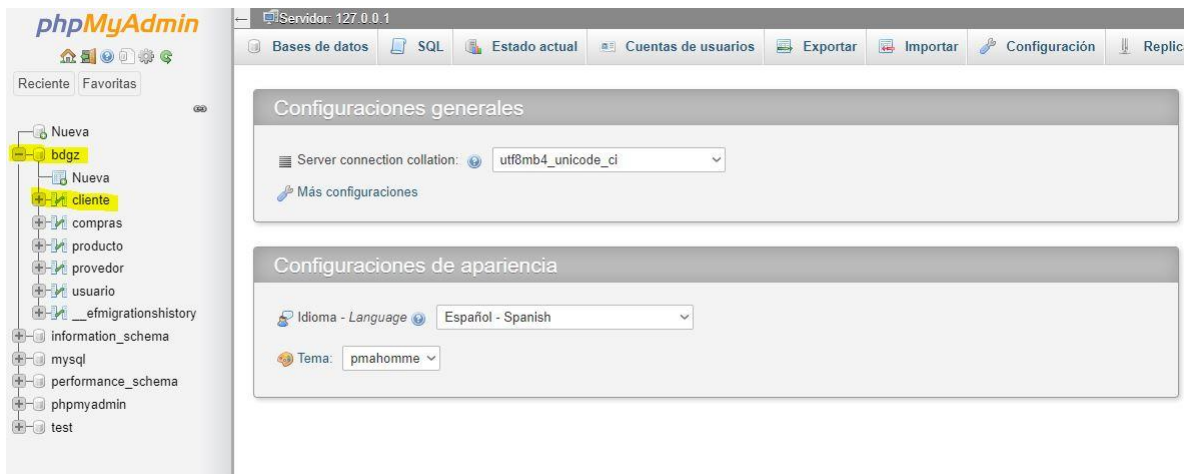 phpMyAdmin
Reciente Favoritas
Nueva
bdgz
Nueva
cliente
compras
producto
provedor
usuario
__efmigrationshistory
information_schema
mysql
performance_schema
phpmyadmin
test
Servidor: 127.0.0.1
Bases de datos SQL Estado actual Cuentas de usuarios Exportar Importar Configuración Replic
Configuraciones generales
Server connection collation: utf8mb4_unicode_ci
Más configuraciones
Configuraciones de apariencia
Idioma - Language Español - Spanish
Tema: pmahomme